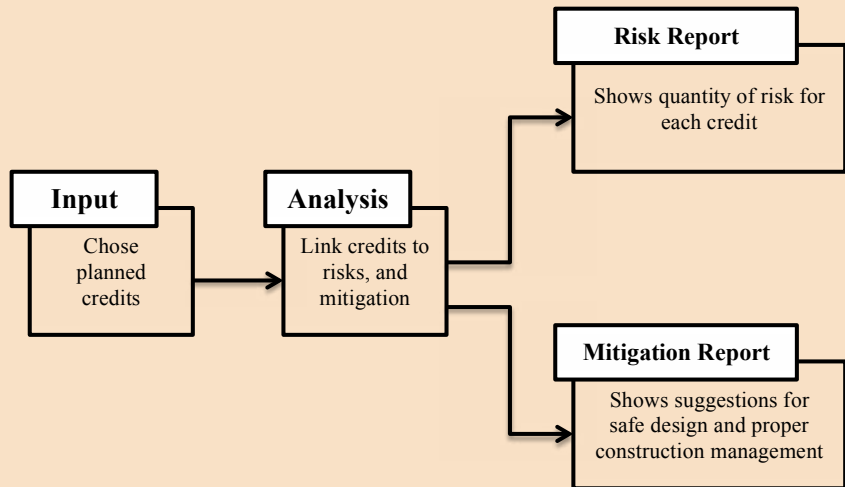 Input
Chose
planned
credits
Analysis
Link credits to
risks, and
mitigation
Risk Report
Shows quantity of risk for
each credit
Mitigation Report
Shows suggestions for
safe design and proper
construction management